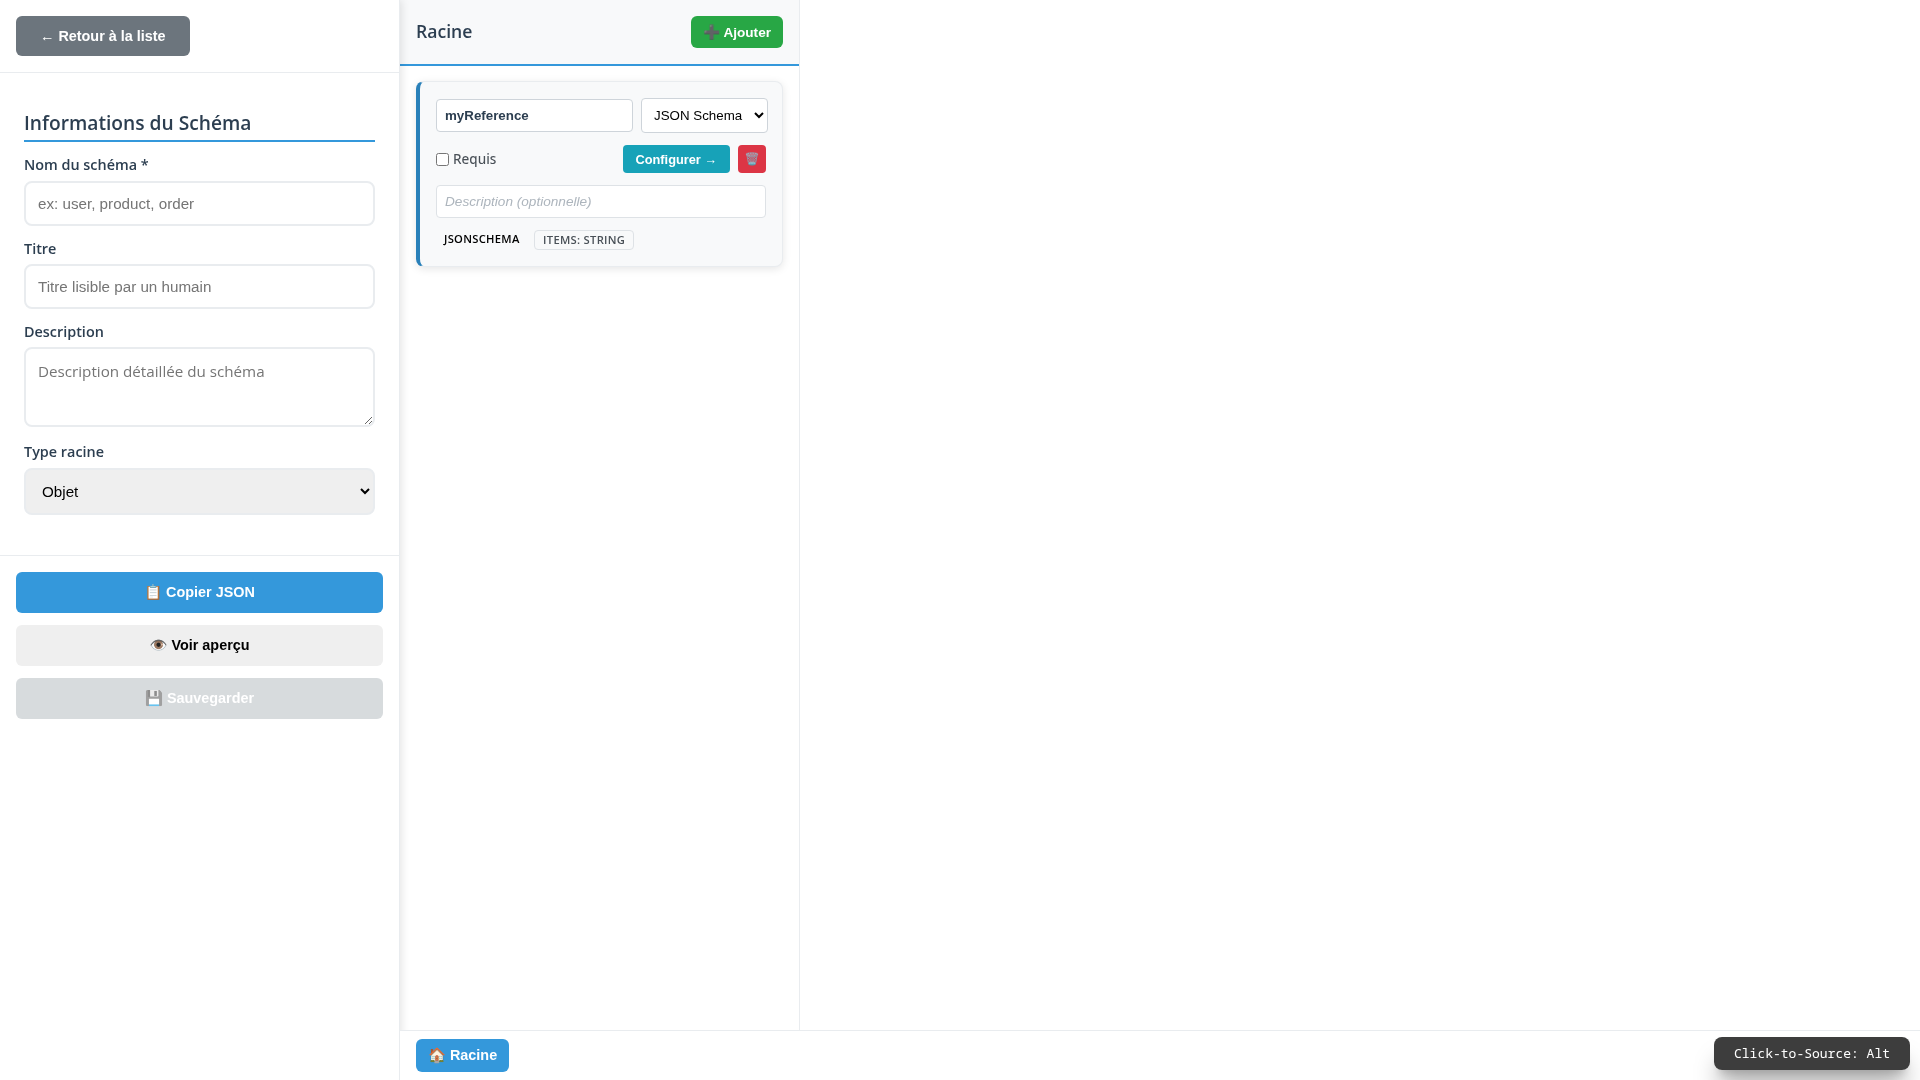 ← Retour à la liste
Informations du Schéma
Nom du schéma *
ex: user, product, order
Titre
Titre lisible par un humain
Description
Description détaillée du schéma
Type racine
Objet
📋 Copier JSON
👁️ Voir aperçu
💾 Sauvegarder
Racine
➕ Ajouter
myReference
JSON Schema
Requis
Configurer →
🗑️
Description (optionnelle)
JSONSCHEMA
ITEMS: STRING
🏠 Racine
Click-to-Source: Alt